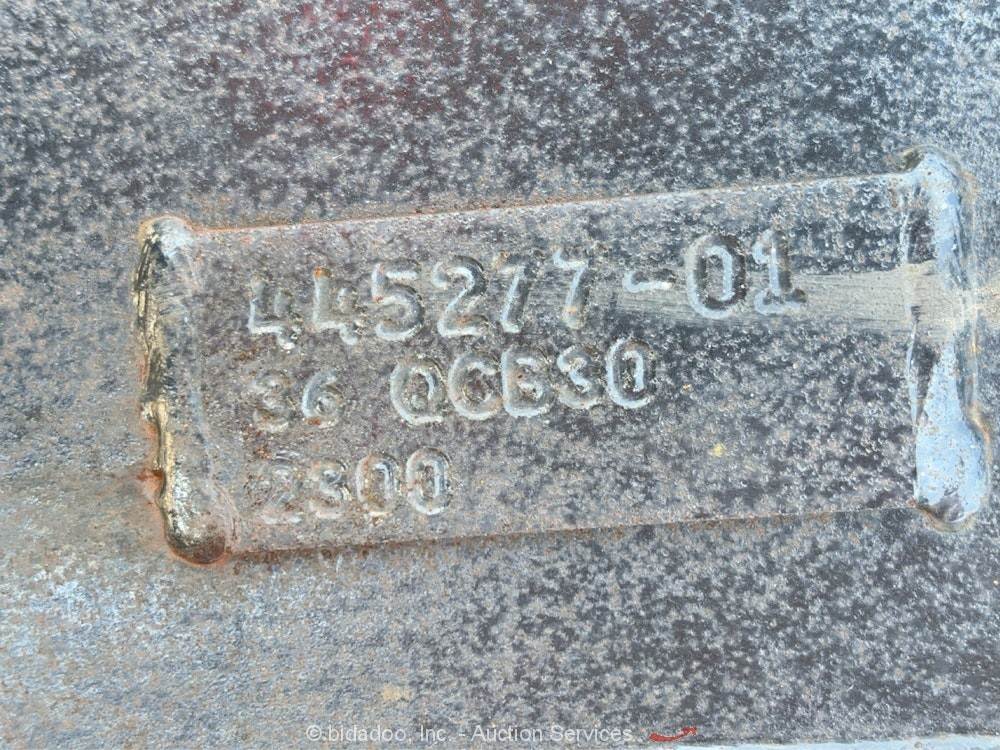 445277-01
36 QCB30
2300
©bidadoo, Inc. - Auction Services